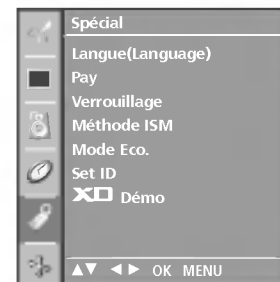 Spécial
Langue(Language)
Pay
Verrouillage
Méthode ISM
Mode Eco.
Set ID
XD Démo
▲▼ ◄► OK MENU